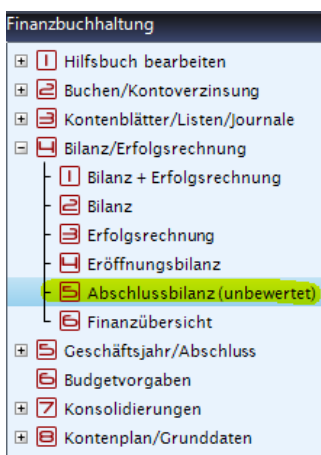 Finanzbuchhaltung
1 Hilfsbuch bearbeiten
2 Buchen/Kontoverzinsung
3 Kontenblätter/Listen/Journale
4 Bilanz/Erfolgsrechnung
1 Bilanz + Erfolgsrechnung
2 Bilanz
3 Erfolgsrechnung
4 Eröffnungsbilanz
5 Abschlussbilanz (unbewertet)
6 Finanzübersicht
5 Geschäftsjahr/Abschluss
6 Budgetvorgaben
7 Konsolidierungen
8 Kontenplan/Grunddaten